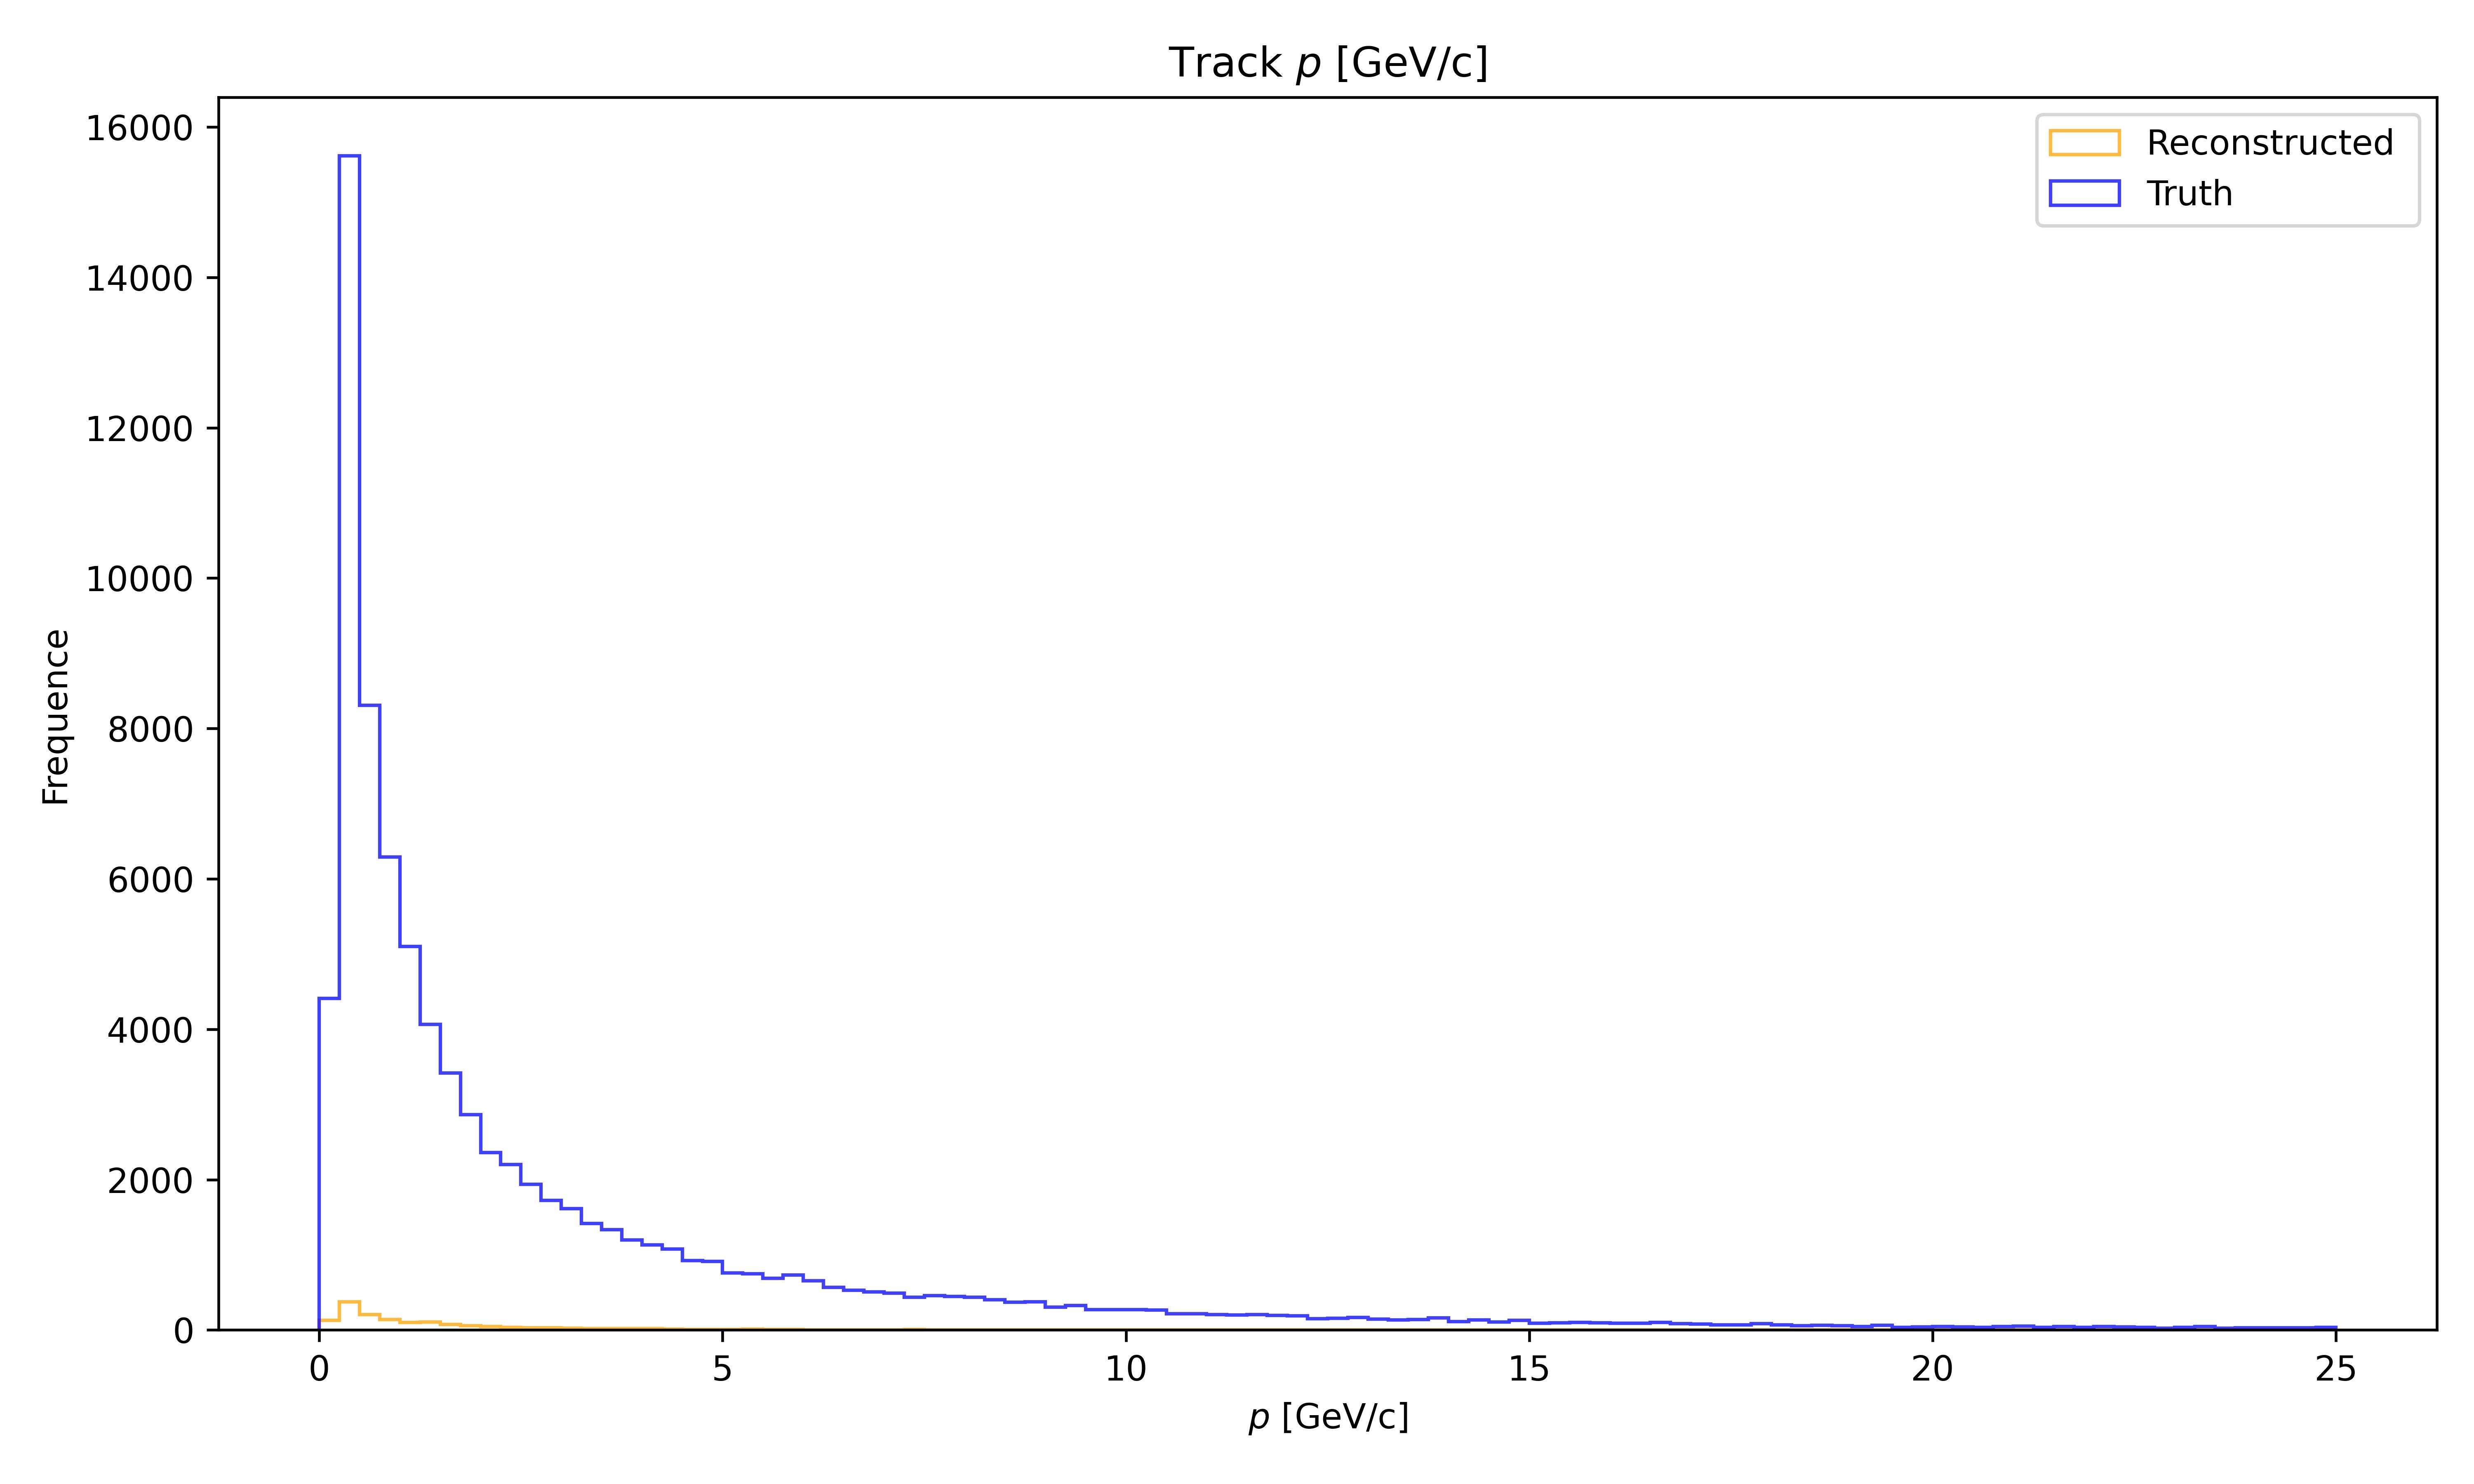 Track p [GeV/c]
Reconstructed
Truth
16000
14000
12000
10000
8000
6000
4000
2000
0
Frequence
0 5 10 15 20 25
p [GeV/c]